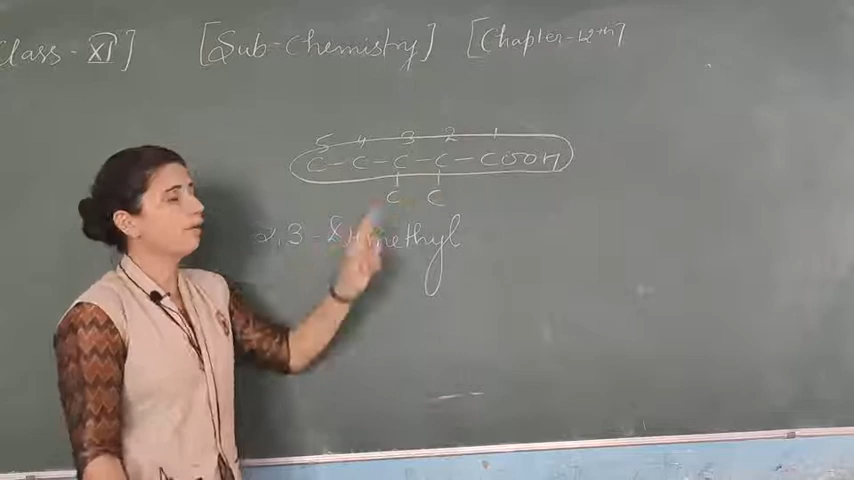 Class-XI] [Sub-Chemistry] [Chapter-12th]
5 4 3 2 1
C-C-C-C-COOH
C C
2,3-dimethyl